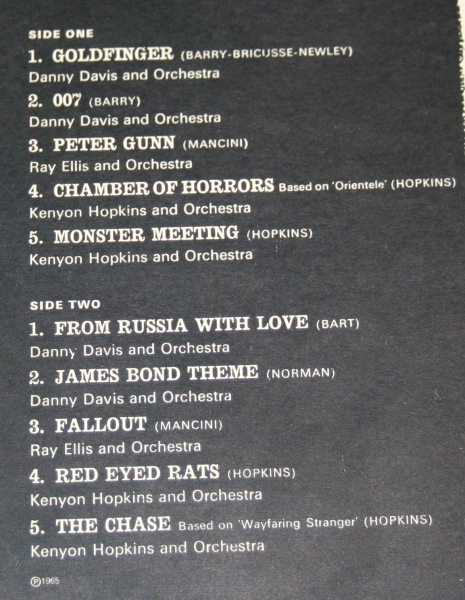 SIDE ONE
1. GOLDFINGER (BARRY-BRICUSSE-NEWLEY)
Danny Davis and Orchestra
2. 007 (BARRY)
Danny Davis and Orchestra
3. PETER GUNN (MANCINI)
Ray Ellis and Orchestra
4. CHAMBER OF HORRORS Based on 'Orientele' (HOPKINS)
Kenyon Hopkins and Orchestra
5. MONSTER MEETING (HOPKINS)
Kenyon Hopkins and Orchestra
SIDE TWO
1. FROM RUSSIA WITH LOVE (BART)
Danny Davis and Orchestra
2. JAMES BOND THEME (NORMAN)
Danny Davis and Orchestra
3. FALLOUT (MANCINI)
Ray Ellis and Orchestra
4. RED EYED RATS (HOPKINS)
Kenyon Hopkins and Orchestra
5. THE CHASE Based on 'Wayfaring Stranger' (HOPKINS)
Kenyon Hopkins and Orchestra
℗1965